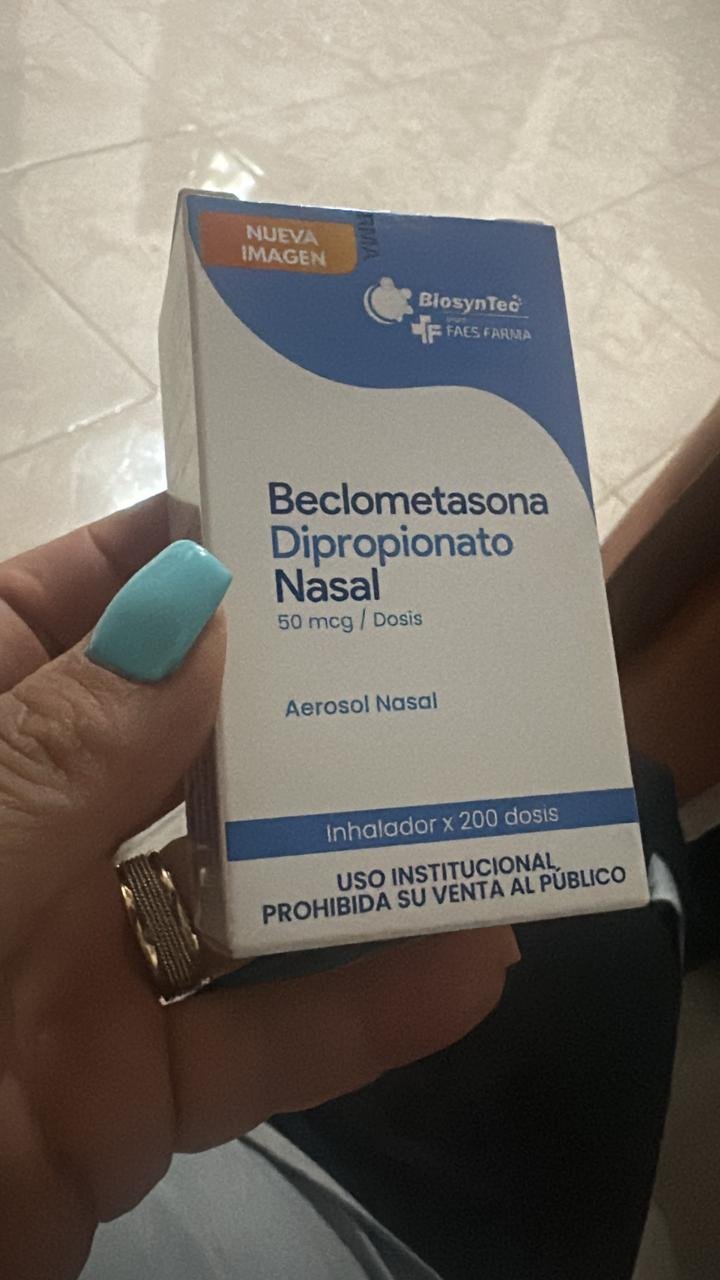 NUEVA
IMAGEN
BiosynTec
FAES FARMA
Beclometasona
Dipropionato
Nasal
50 mcg / Dosis
Aerosol Nasal
Inhalador x 200 dosis
USO INSTITUCIONAL,
PROHIBIDA SU VENTA AL PÚBLICO